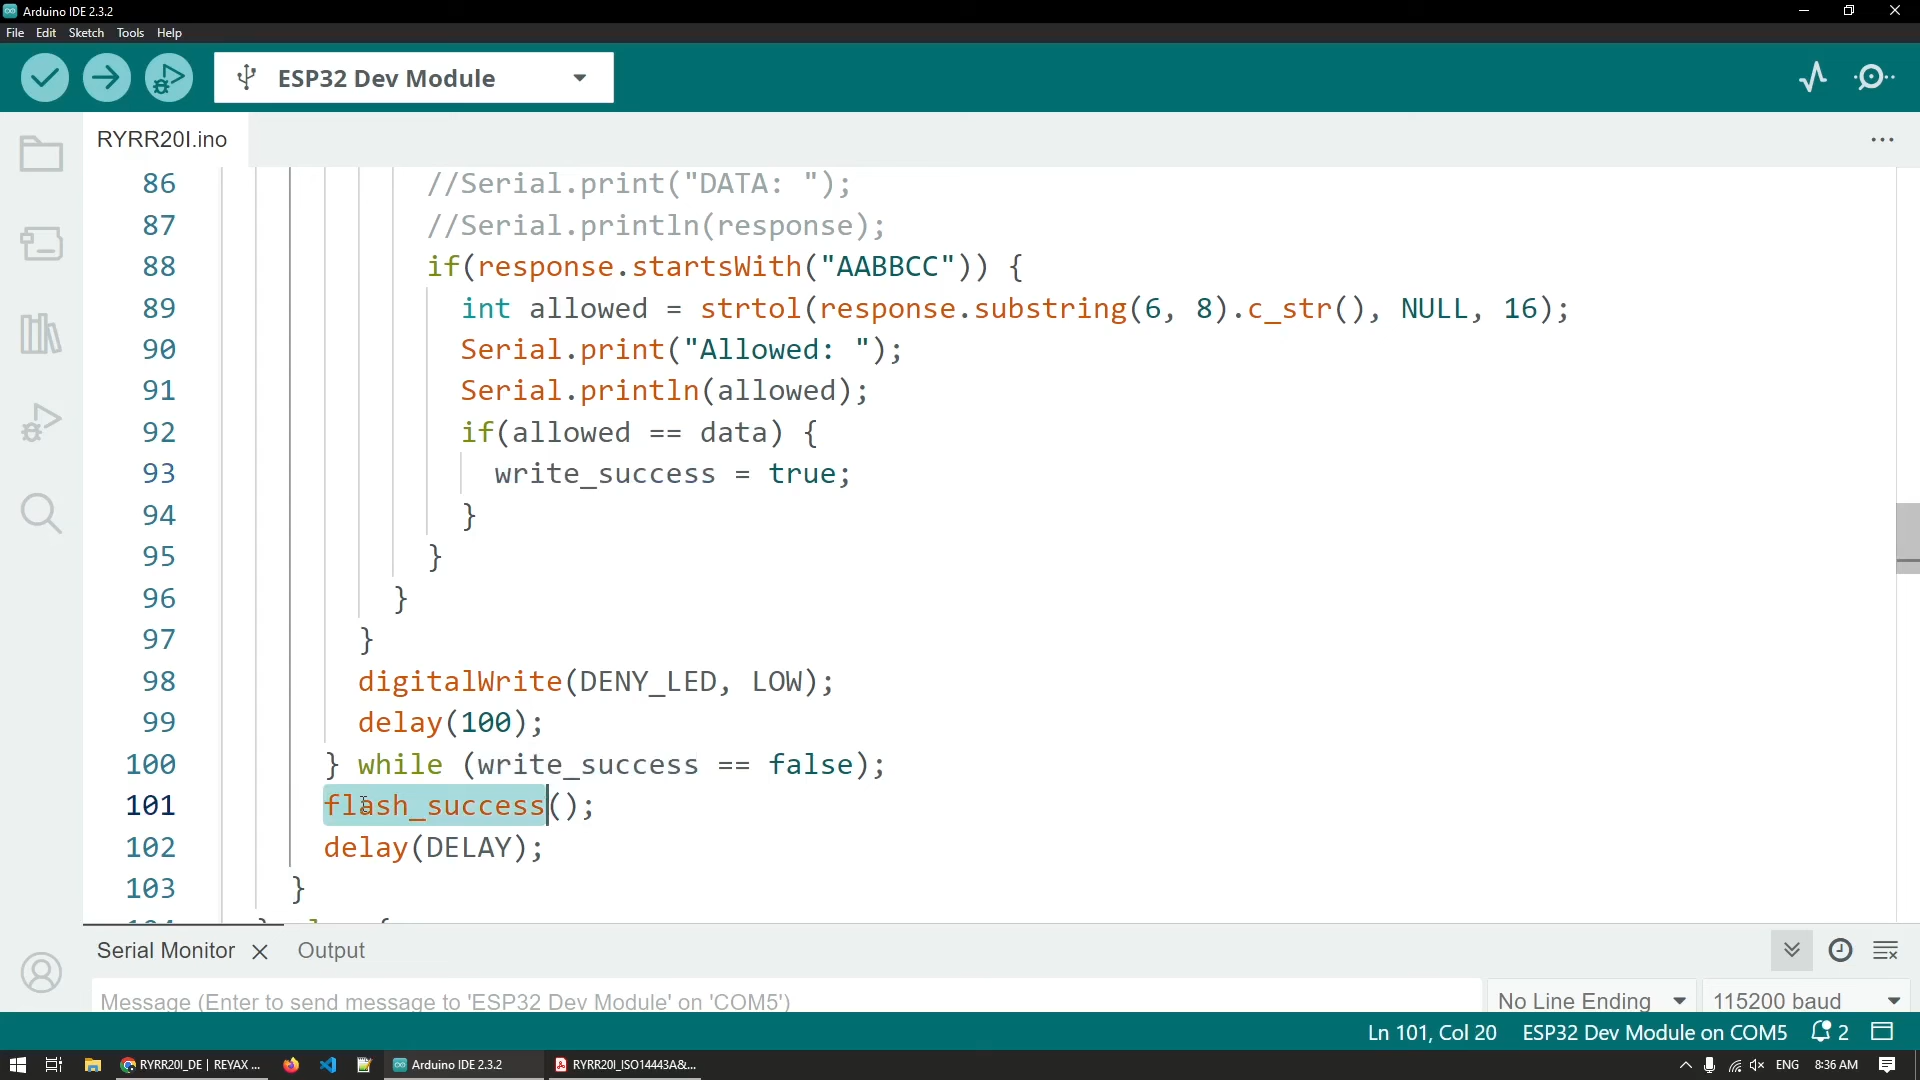 Arduino IDE 2.3.2
File Edit Sketch Tools Help
ESP32 Dev Module
RYRR20I.ino
86 //Serial.print("DATA: ");
87 //Serial.println(response);
88 if(response.startsWith("AABBCC")) {
89 int allowed = strtol(response.substring(6, 8).c_str(), NULL, 16);
90 Serial.print("Allowed: ");
91 Serial.println(allowed);
92 if(allowed == data) {
93 write_success = true;
94 }
95 }
96 }
97 }
98 digitalWrite(DENY_LED, LOW);
99 delay(100);
100 } while (write_success == false);
101 flash_success();
102 delay(DELAY);
103 }
Serial Monitor Output
Message (Enter to send message to 'ESP32 Dev Module' on 'COM5') No Line Ending 115200 baud
Ln 101, Col 20 ESP32 Dev Module on COM5 2
RYRR20I_DE | REYAX ... Arduino IDE 2.3.2 RYRR20I_ISO14443A&... ENG 8:36 AM